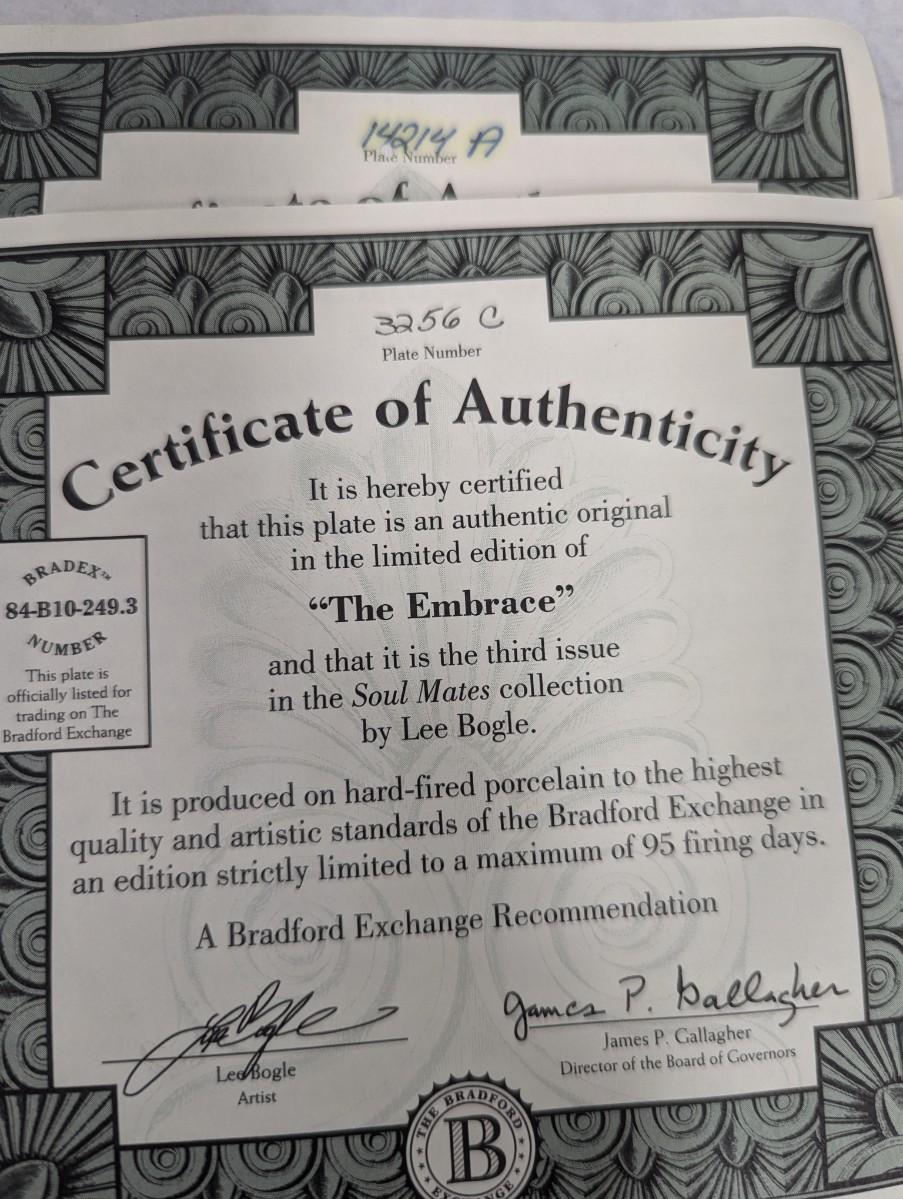 14214 A
Plate Number
3256 C
Plate Number
Certificate of Authenticity
It is hereby certified
that this plate is an authentic original
in the limited edition of
“The Embrace”
and that it is the third issue
in the Soul Mates collection
by Lee Bogle.
BRADEX™
84-B10-249.3
NUMBER
This plate is
officially listed for
trading on The
Bradford Exchange
It is produced on hard-fired porcelain to the highest
quality and artistic standards of the Bradford Exchange in
an edition strictly limited to a maximum of 95 firing days.
A Bradford Exchange Recommendation
Lee Bogle
James P. Gallagher
Lee Bogle
Artist
James P. Gallagher
Director of the Board of Governors
THE BRADFORD
B
EXCHANGE